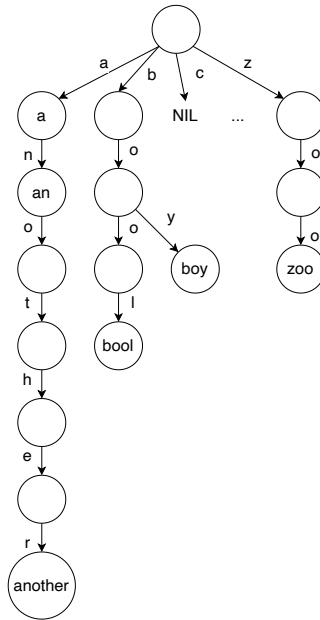 a b c z
a NIL ...
n o o
an
o o y o
boy zoo
t l
bool
h
e
r
another